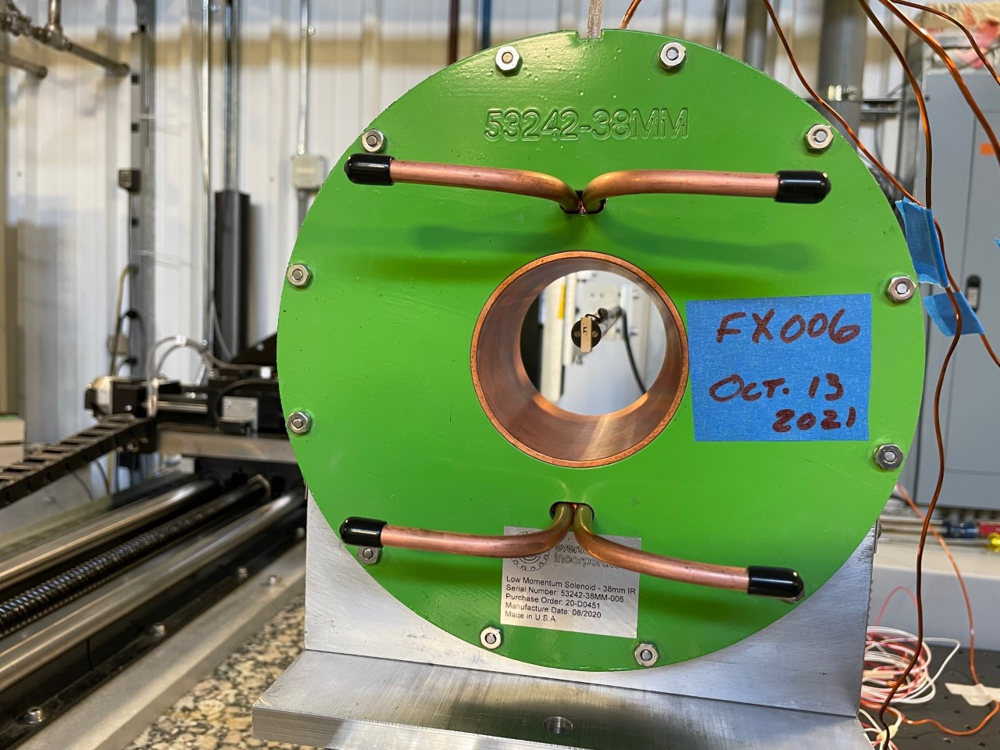 53242-38MM
FX006
Oct. 13
2021
incorpora
Low Momentum Solenoid - 38mm IR
Serial Number: 53242-38MM-006
Purchase Order: 20-D0451
Manufacture Date: 08/2020
Made in U.S.A